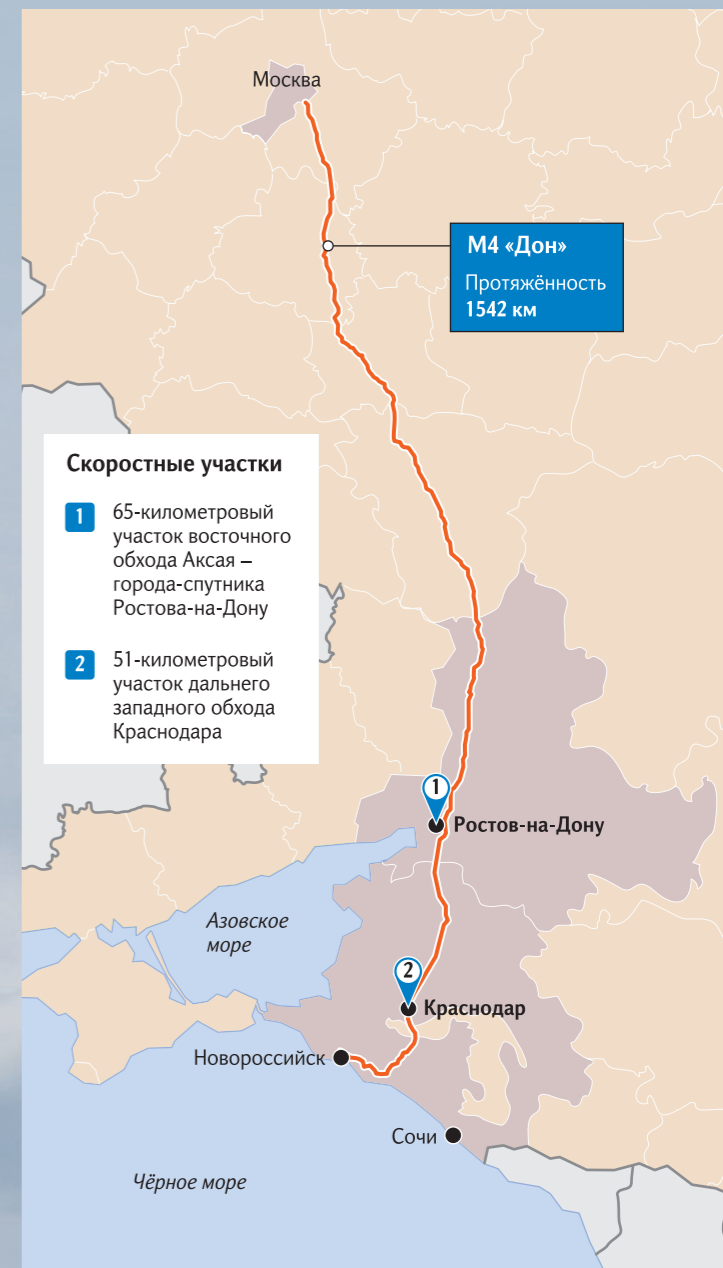 Москва
М4 «Дон»
Протяжённость
1542 км
Скоростные участки
1
65-километровый
участок восточного
обхода Аксая –
города-спутника
Ростова-на-Дону
2
51-километровый
участок дальнего
западного обхода
Краснодара
1
Ростов-на-Дону
Азовское
море
2
Краснодар
Новороссийск
Сочи
Чёрное море